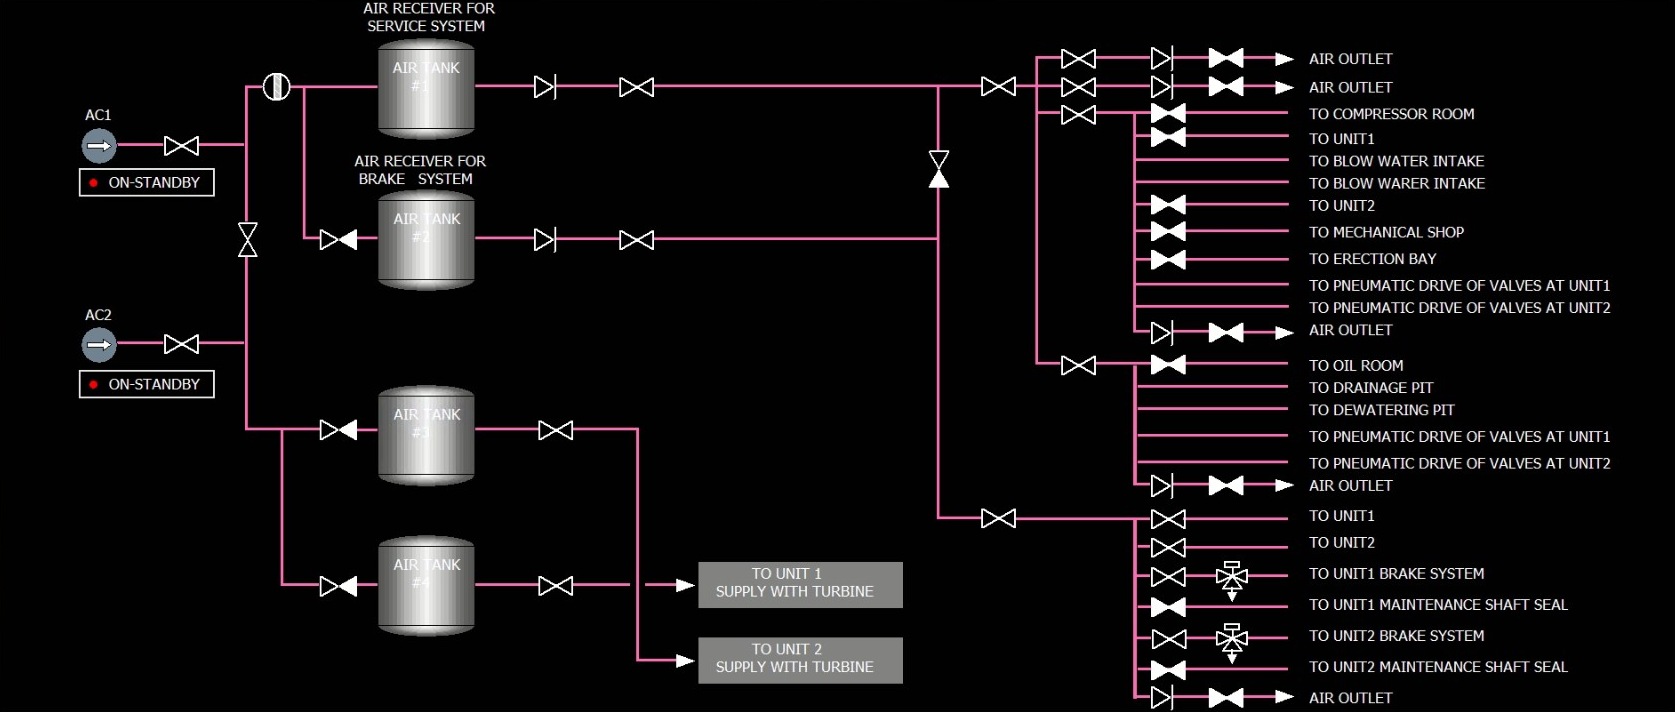 AIR RECEIVER FOR
SERVICE SYSTEM
AIR TANK
#1
AC1
ON-STANDBY
AIR RECEIVER FOR
BRAKE SYSTEM
AIR TANK
#2
AC2
ON-STANDBY
AIR TANK
#3
AIR TANK
#4
TO UNIT 1
SUPPLY WITH TURBINE
TO UNIT 2
SUPPLY WITH TURBINE
AIR OUTLET
AIR OUTLET
TO COMPRESSOR ROOM
TO UNIT1
TO BLOW WATER INTAKE
TO BLOW WARER INTAKE
TO UNIT2
TO MECHANICAL SHOP
TO ERECTION BAY
TO PNEUMATIC DRIVE OF VALVES AT UNIT1
TO PNEUMATIC DRIVE OF VALVES AT UNIT2
AIR OUTLET
TO OIL ROOM
TO DRAINAGE PIT
TO DEWATERING PIT
TO PNEUMATIC DRIVE OF VALVES AT UNIT1
TO PNEUMATIC DRIVE OF VALVES AT UNIT2
AIR OUTLET
TO UNIT1
TO UNIT2
TO UNIT1 BRAKE SYSTEM
TO UNIT1 MAINTENANCE SHAFT SEAL
TO UNIT2 BRAKE SYSTEM
TO UNIT2 MAINTENANCE SHAFT SEAL
AIR OUTLET